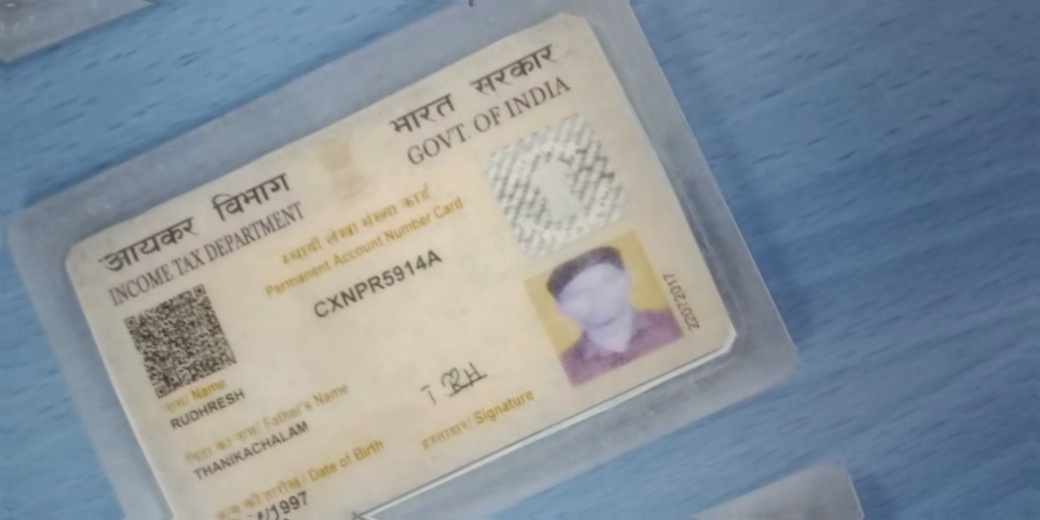 आयकर विभाग
INCOME TAX DEPARTMENT
भारत सरकार
GOVT. OF INDIA
स्थायी लेखा संख्या कार्ड
Permanent Account Number Card
CXNPR5914A
नाम/ Name
RUDHRESH
पिता का नाम/ Father's Name
THANIKACHALAM
की तारीख/ Date of Birth
/1997
हस्ताक्षर/ Signature
22072017